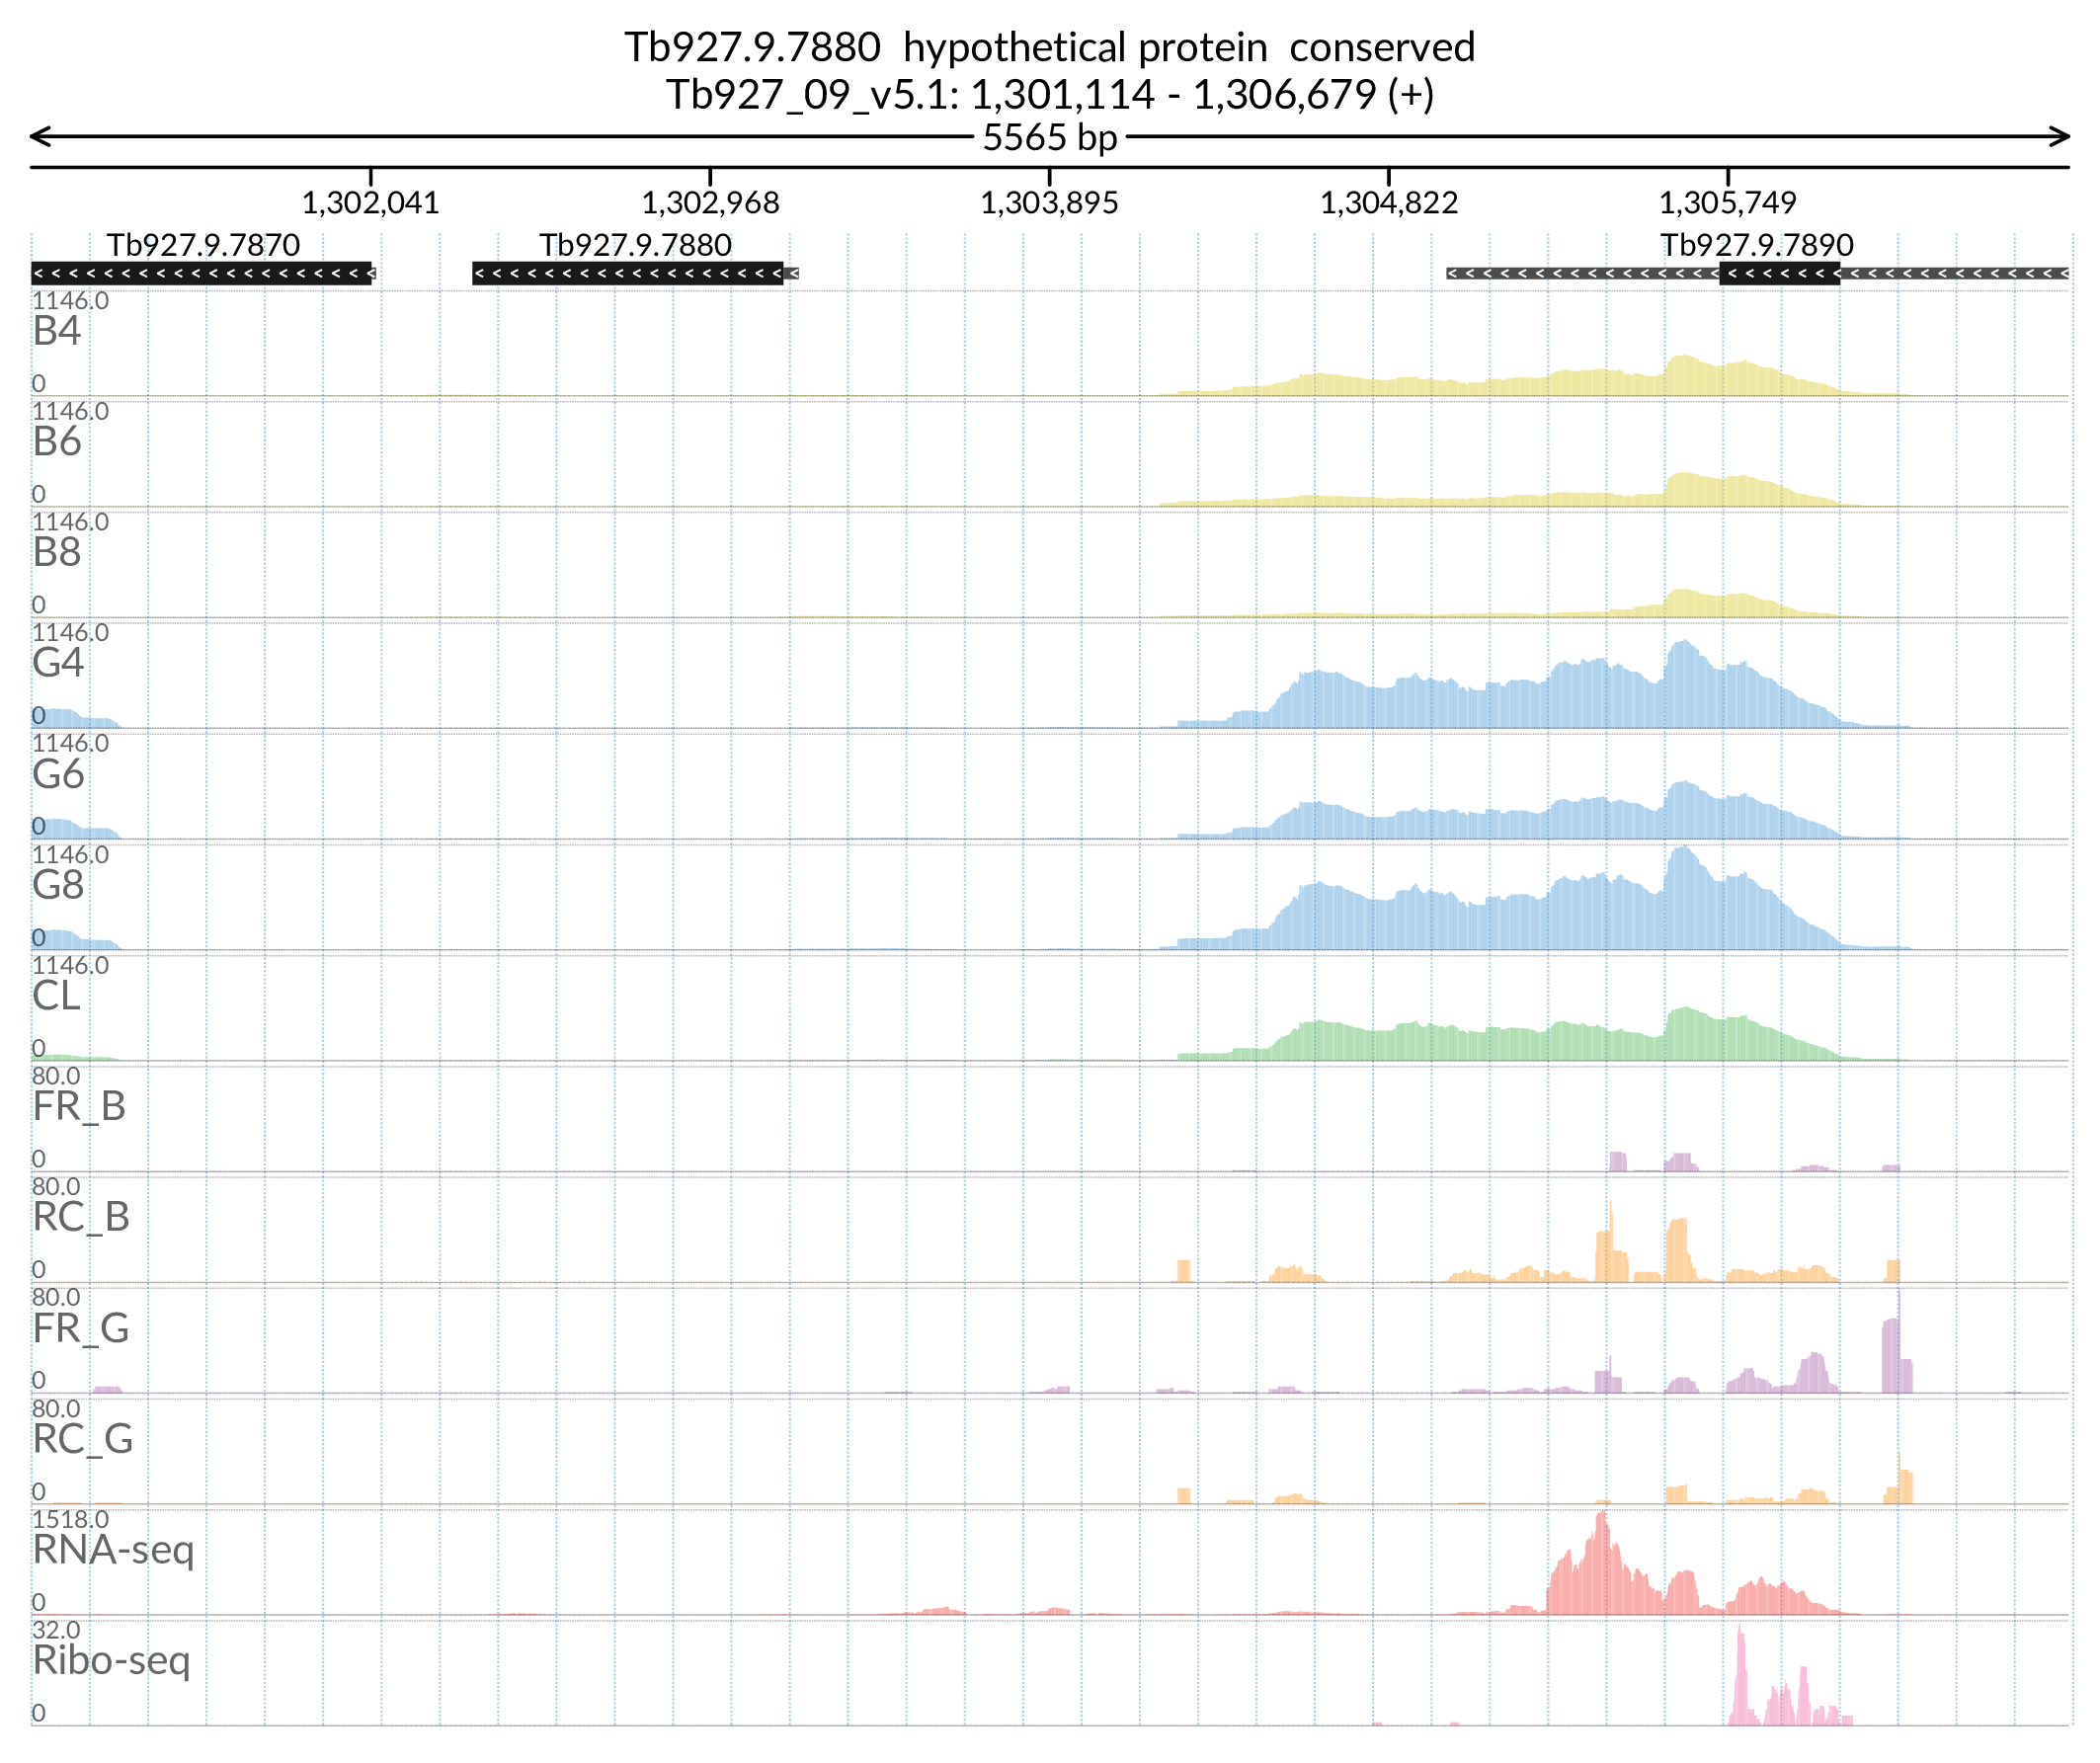 Tb927.9.7880 hypothetical protein conserved
Tb927_09_v5.1: 1,301,114 - 1,306,679 (+)
5565 bp
1,302,041 1,302,968 1,303,895 1,304,822 1,305,749
Tb927.9.7870 Tb927.9.7880 Tb927.9.7890
1146.0
B4
0
1146.0
B6
0
1146.0
B8
0
1146.0
G4
0
1146.0
G6
0
1146.0
G8
0
1146.0
CL
0
80.0
FR_B
0
80.0
RC_B
0
80.0
FR_G
0
80.0
RC_G
0
1518.0
RNA-seq
0
32.0
Ribo-seq
0